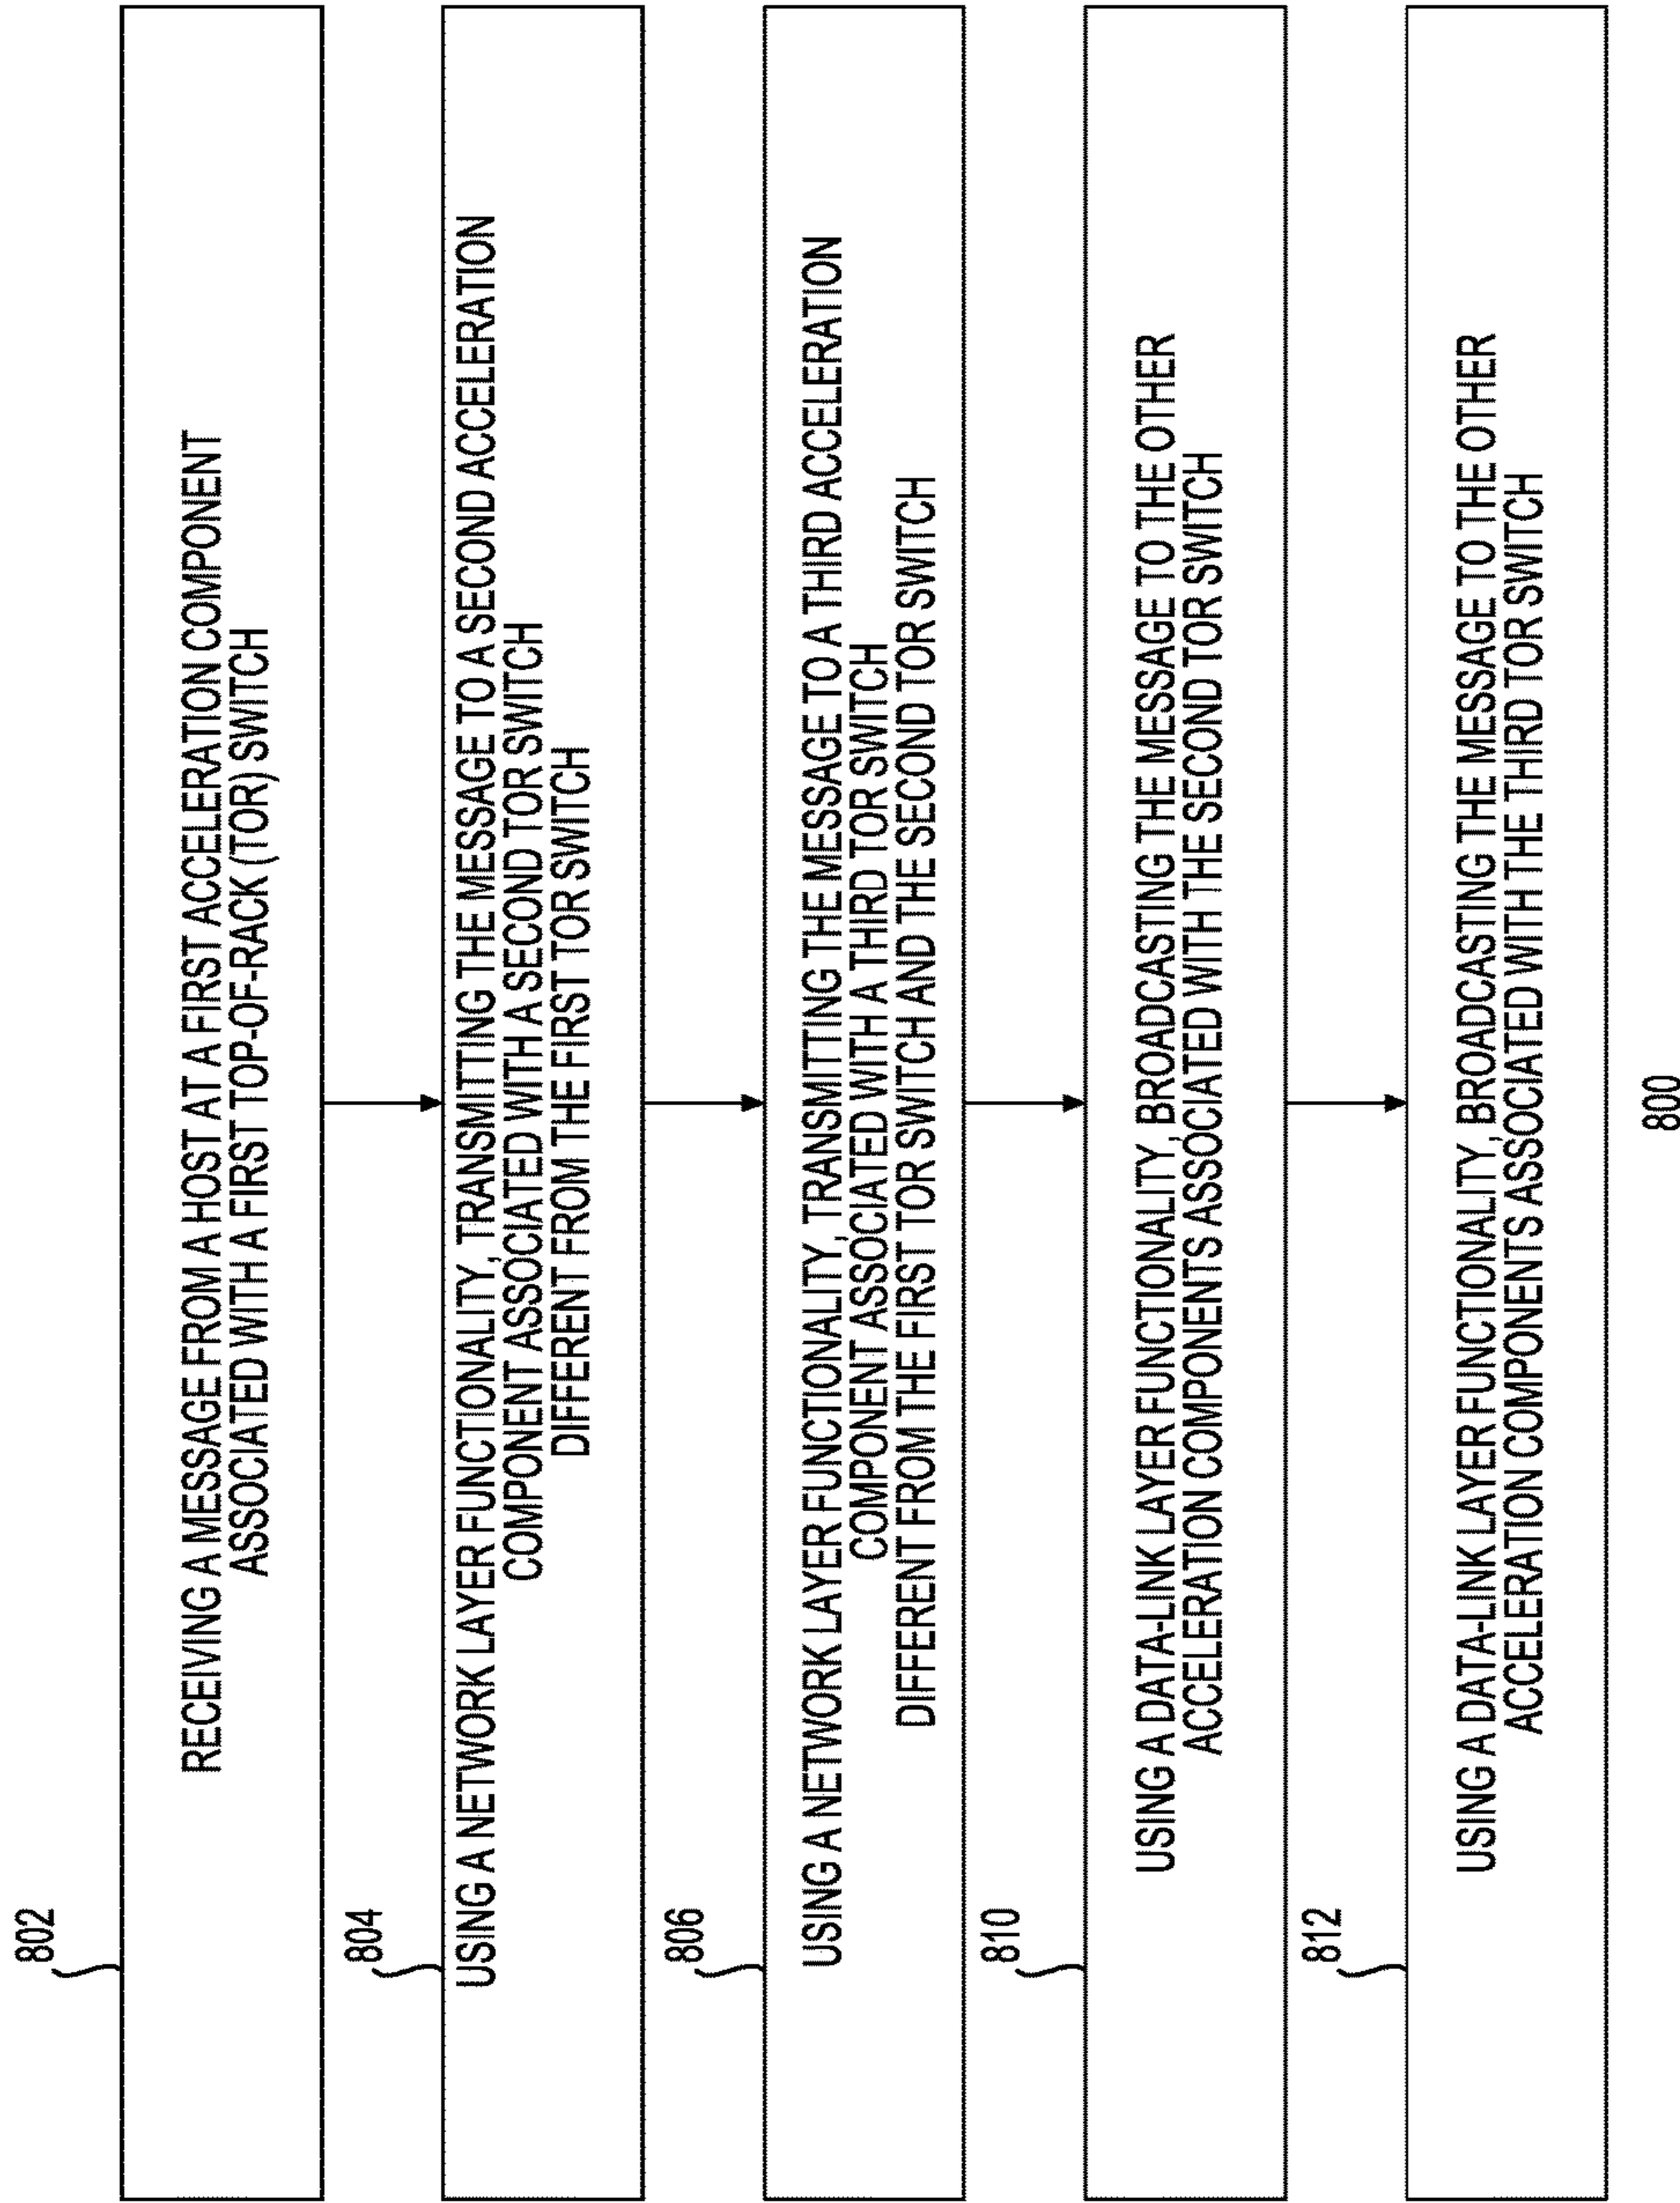 802
RECEIVING A MESSAGE FROM A HOST AT A FIRST ACCELERATION COMPONENT
ASSOCIATED WITH A FIRST TOP-OF-RACK (TOR) SWITCH
804
USING A NETWORK LAYER FUNCTIONALITY, TRANSMITTING THE MESSAGE TO A SECOND ACCELERATION
COMPONENT ASSOCIATED WITH A SECOND TOR SWITCH
DIFFERENT FROM THE FIRST TOR SWITCH
806
USING A NETWORK LAYER FUNCTIONALITY, TRANSMITTING THE MESSAGE TO A THIRD ACCELERATION
COMPONENT ASSOCIATED WITH A THIRD TOR SWITCH
DIFFERENT FROM THE FIRST TOR SWITCH AND THE SECOND TOR SWITCH
810
USING A DATA-LINK LAYER FUNCTIONALITY, BROADCASTING THE MESSAGE TO THE OTHER
ACCELERATION COMPONENTS ASSOCIATED WITH THE SECOND TOR SWITCH
812
USING A DATA-LINK LAYER FUNCTIONALITY, BROADCASTING THE MESSAGE TO THE OTHER
ACCELERATION COMPONENTS ASSOCIATED WITH THE THIRD TOR SWITCH
800